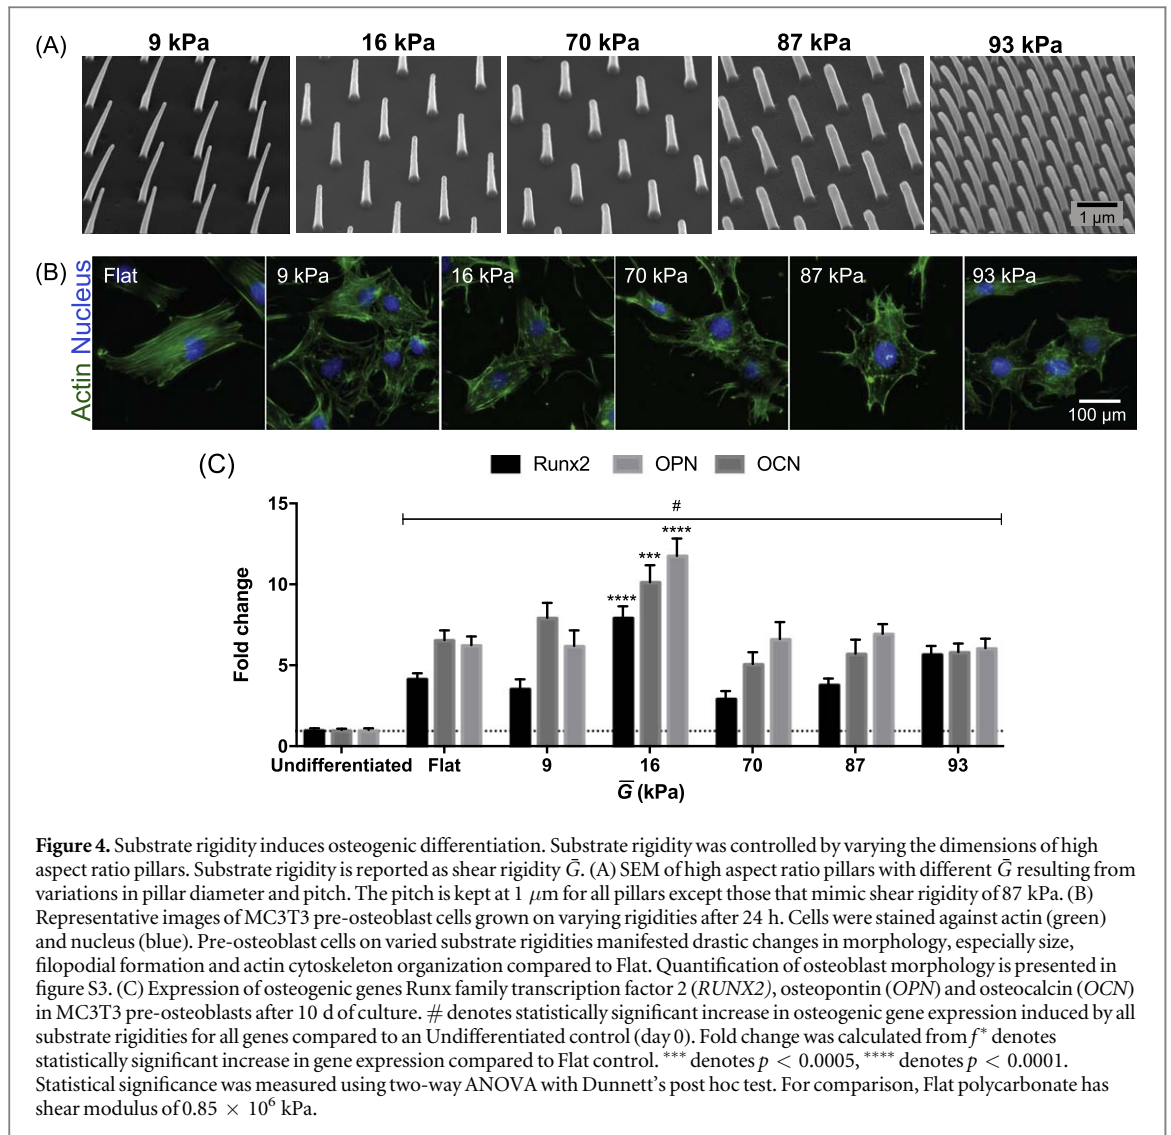 (A)
9 kPa 16 kPa 70 kPa 87 kPa 93 kPa
1 µm
(B)
Actin Nucleus
Flat 9 kPa 16 kPa 70 kPa 87 kPa 93 kPa
100 µm
(C)
Runx2 OPN OCN
Fold change
15
10
5
0
#
**** *** ****
Undifferentiated Flat 9 16 70 87 93
G̅ (kPa)
Figure 4. Substrate rigidity induces osteogenic differentiation. Substrate rigidity was controlled by varying the dimensions of high
aspect ratio pillars. Substrate rigidity is reported as shear rigidity G̅. (A) SEM of high aspect ratio pillars with different G̅ resulting from
variations in pillar diameter and pitch. The pitch is kept at 1 µm for all pillars except those that mimic shear rigidity of 87 kPa. (B)
Representative images of MC3T3 pre-osteoblast cells grown on varying rigidities after 24 h. Cells were stained against actin (green)
and nucleus (blue). Pre-osteoblast cells on varied substrate rigidities manifested drastic changes in morphology, especially size,
filopodial formation and actin cytoskeleton organization compared to Flat. Quantification of osteoblast morphology is presented in
figure S3. (C) Expression of osteogenic genes Runx family transcription factor 2 (RUNX2), osteopontin (OPN) and osteocalcin (OCN)
in MC3T3 pre-osteoblasts after 10 d of culture. # denotes statistically significant increase in osteogenic gene expression induced by all
substrate rigidities for all genes compared to an Undifferentiated control (day 0). Fold change was calculated from f* denotes
statistically significant increase in gene expression compared to Flat control. *** denotes p < 0.0005, **** denotes p < 0.0001.
Statistical significance was measured using two-way ANOVA with Dunnett's post hoc test. For comparison, Flat polycarbonate has
shear modulus of 0.85 × 10⁶ kPa.